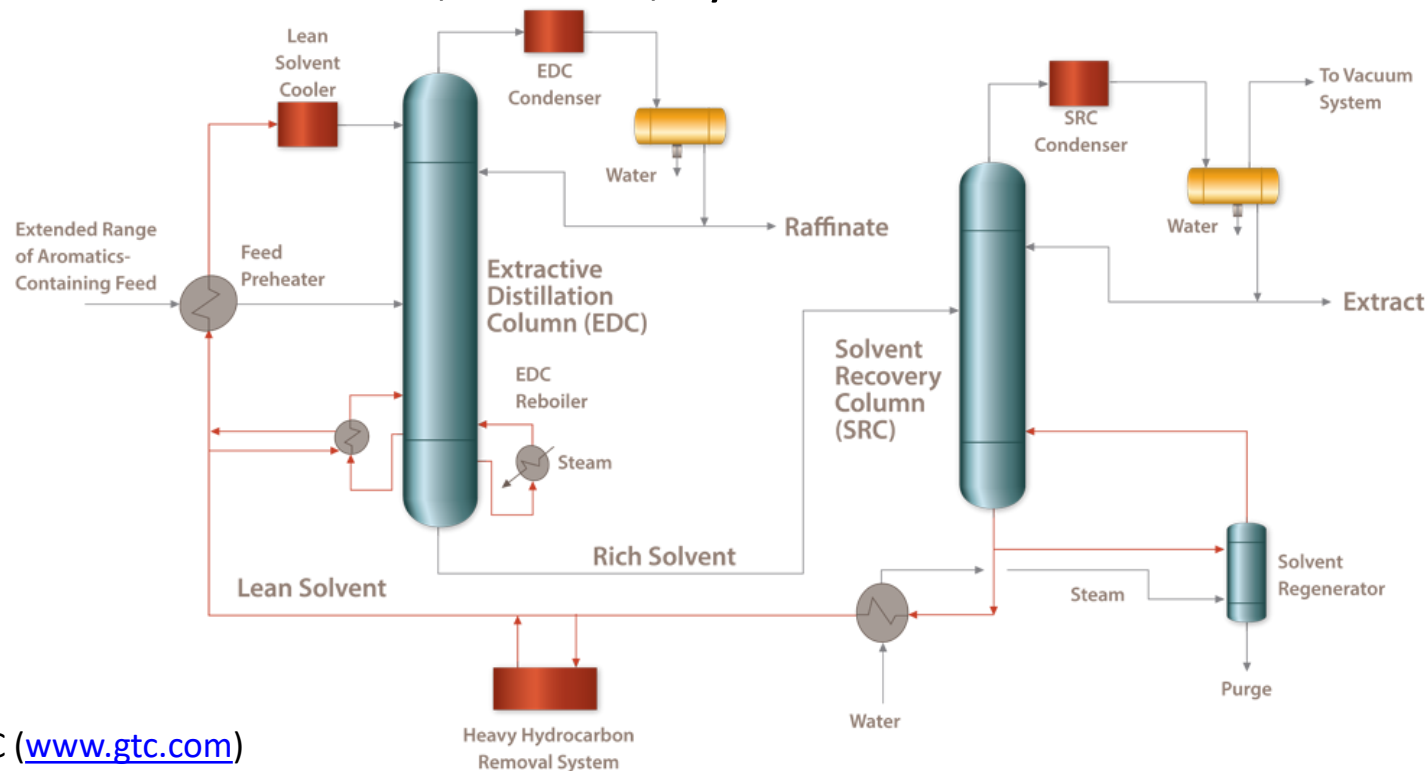 Lean
Solvent
Cooler
EDC
Condenser
Water
Raffinate
Extended Range
of Aromatics-
Containing Feed
Feed
Preheater
Extractive
Distillation
Column (EDC)
EDC
Reboiler
Steam
Rich Solvent
Lean Solvent
Heavy Hydrocarbon
Removal System
SRC
Condenser
To Vacuum
System
Water
Extract
Solvent
Recovery
Column
(SRC)
Steam
Solvent
Regenerator
Purge
Water
C (www.gtc.com)